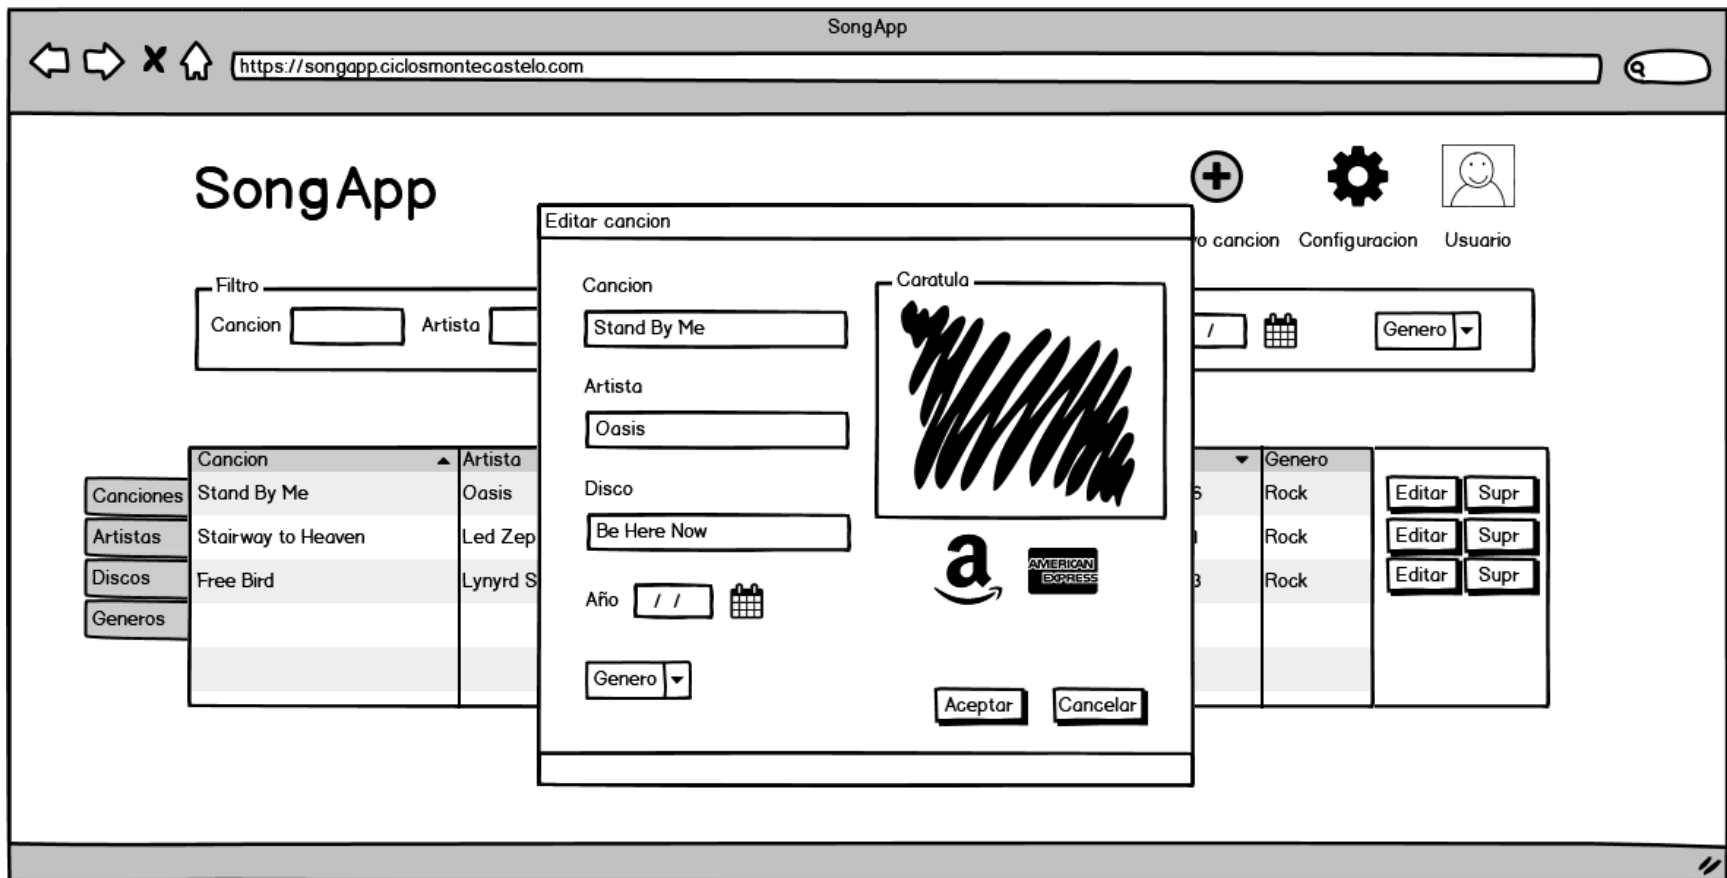 SongApp
https://songapp.ciclosmontecastelo.com
SongApp
cancion Configuracion Usuario
Editar cancion
Filtro
Cancion Artista
/ Genero
Cancion
Stand By Me
Artista
Oasis
Disco
Be Here Now
Año / /
Genero
Caratula
a
AMERICAN
EXPRESS
Aceptar Cancelar
Canciones
Artistas
Discos
Generos
Cancion Artista Genero
Stand By Me Oasis Rock Editar Supr
Stairway to Heaven Led Zep Rock Editar Supr
Free Bird Lynyrd S Rock Editar Supr